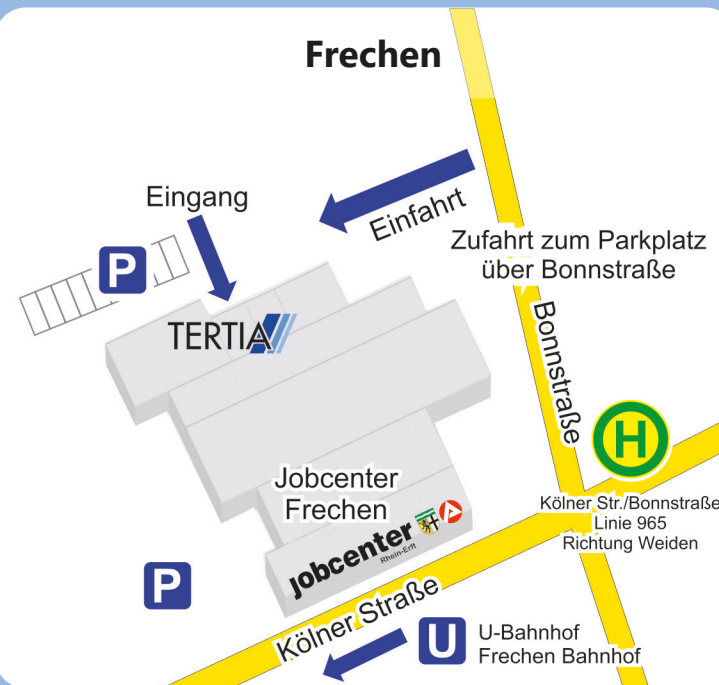 Frechen
Eingang
Einfahrt
P
Zufahrt zum Parkplatz
über Bonnstraße
TERTIA
Bonnstraße
H
Jobcenter
Frechen
Kölner Str./Bonnstraße
Linie 965
Richtung Weiden
jobcenter
Rhein-Erft
P
Kölner Straße
U
U-Bahnhof
Frechen Bahnhof